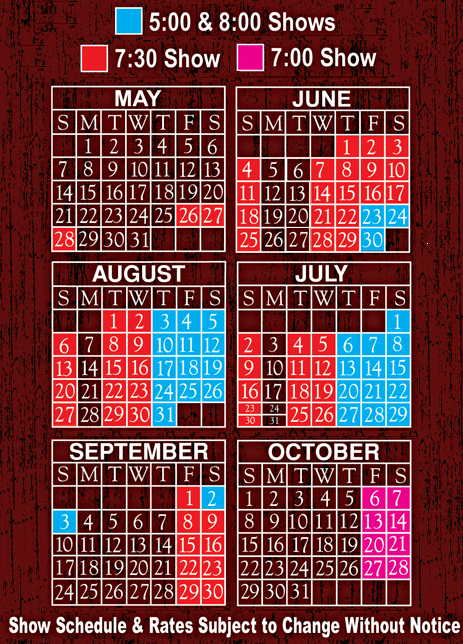 5:00 & 8:00 Shows
7:30 Show 7:00 Show
MAY
S M T W T F S
1 2 3 4 5 6
7 8 9 10 11 12 13
14 15 16 17 18 19 20
21 22 23 24 25 26 27
28 29 30 31
JUNE
S M T W T F S
1 2 3
4 5 6 7 8 9 10
11 12 13 14 15 16 17
18 19 20 21 22 23 24
25 26 27 28 29 30
AUGUST
S M T W T F S
1 2 3 4 5
6 7 8 9 10 11 12
13 14 15 16 17 18 19
20 21 22 23 24 25 26
27 28 29 30 31
JULY
S M T W T F S
1
2 3 4 5 6 7 8
9 10 11 12 13 14 15
16 17 18 19 20 21 22
23 24 25 26 27 28 29
30 31
SEPTEMBER
S M T W T F S
1 2
3 4 5 6 7 8 9
10 11 12 13 14 15 16
17 18 19 20 21 22 23
24 25 26 27 28 29 30
OCTOBER
S M T W T F S
1 2 3 4 5 6 7
8 9 10 11 12 13 14
15 16 17 18 19 20 21
22 23 24 25 26 27 28
29 30 31
Show Schedule & Rates Subject to Change Without Notice